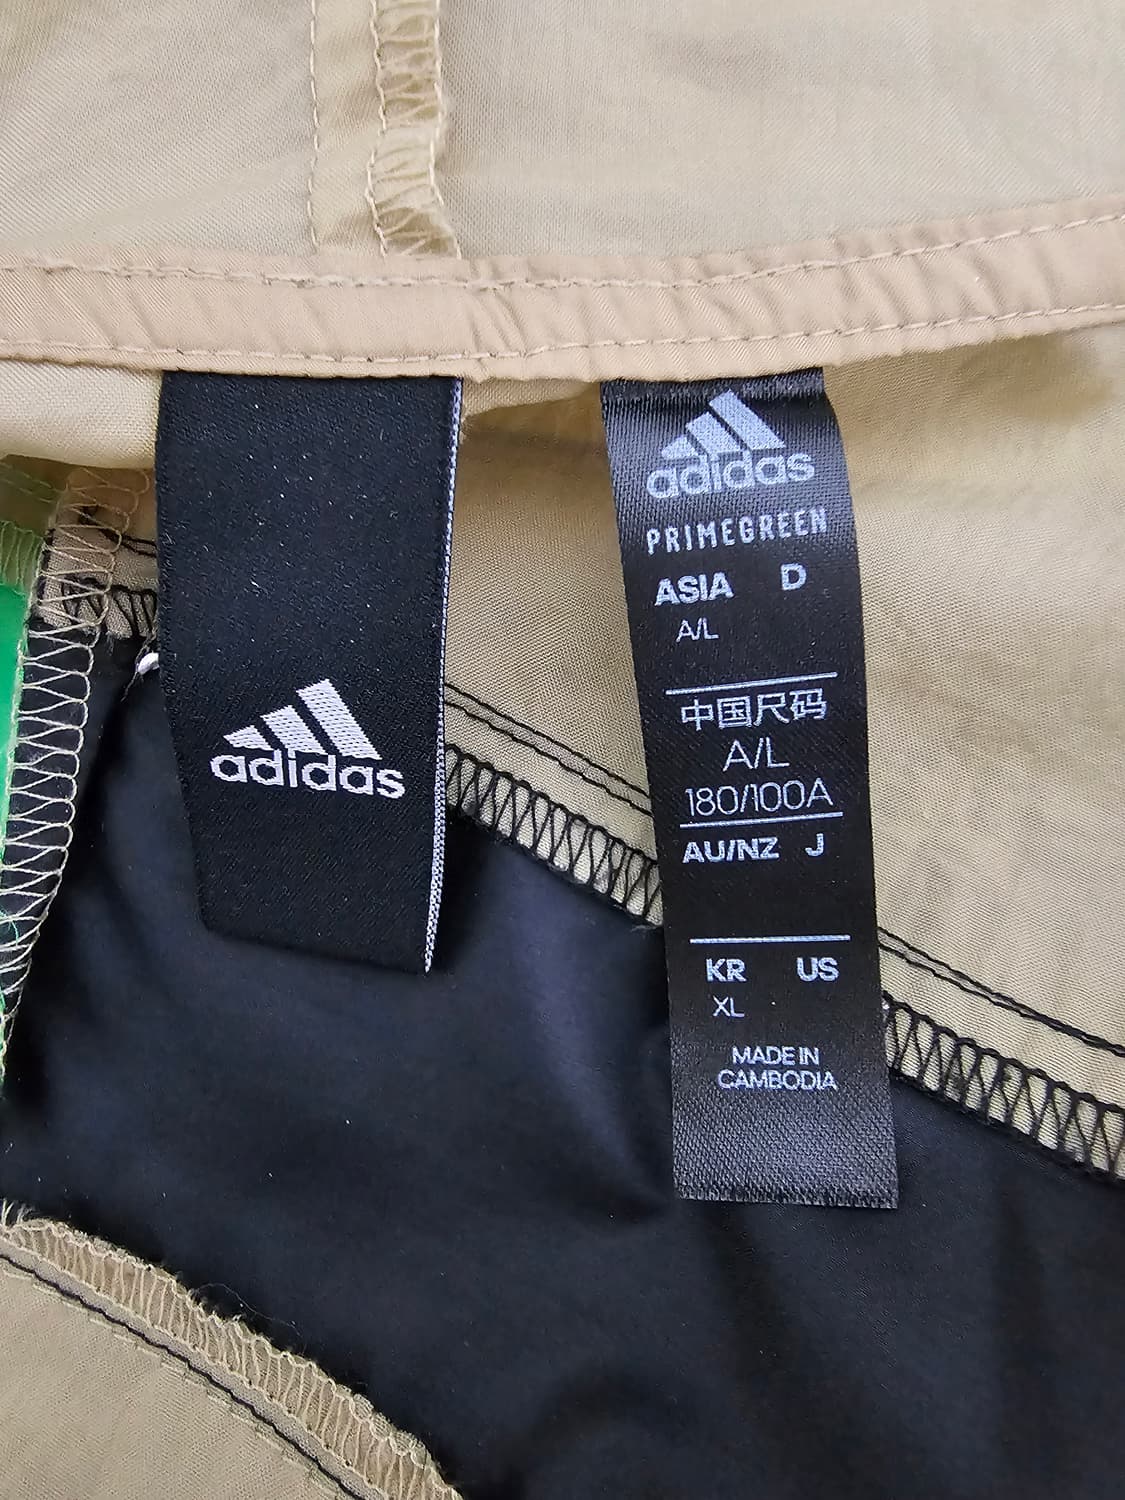 adidas
adidas
PRIMEGREEN
ASIA D
A/L
中国尺码
A/L
180/100A
AU/NZ J
KR US
XL
MADE IN
CAMBODIA